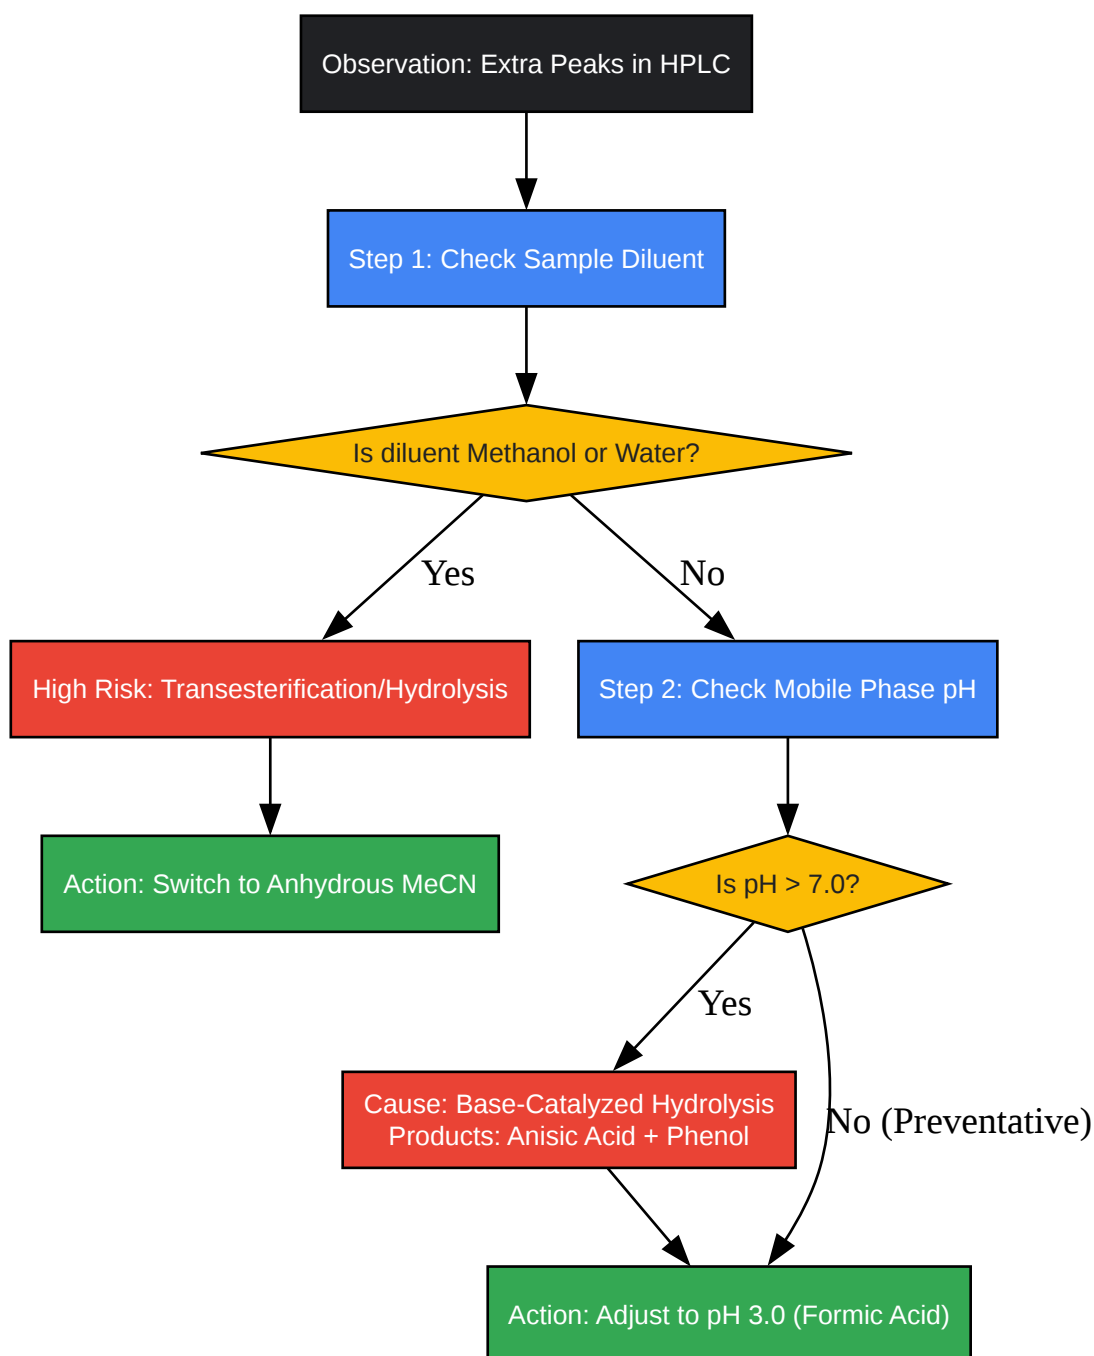 Observation: Extra Peaks in HPLC
Step 1: Check Sample Diluent
Is diluent Methanol or Water?
Yes
No
High Risk: Transesterification/Hydrolysis
Step 2: Check Mobile Phase pH
Action: Switch to Anhydrous MeCN
Is pH > 7.0?
Yes
Cause: Base-Catalyzed Hydrolysis
Products: Anisic Acid + Phenol
No (Preventative)
Action: Adjust to pH 3.0 (Formic Acid)